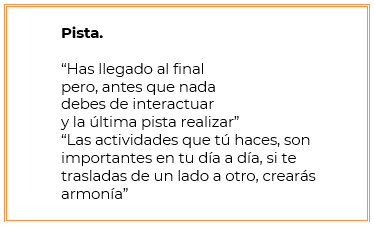 Pista.
“Has llegado al final
pero, antes que nada
debes de interactuar
y la última pista realizar”
“Las actividades que tú haces, son
importantes en tu día a día, si te
trasladas de un lado a otro, crearás
armonía”